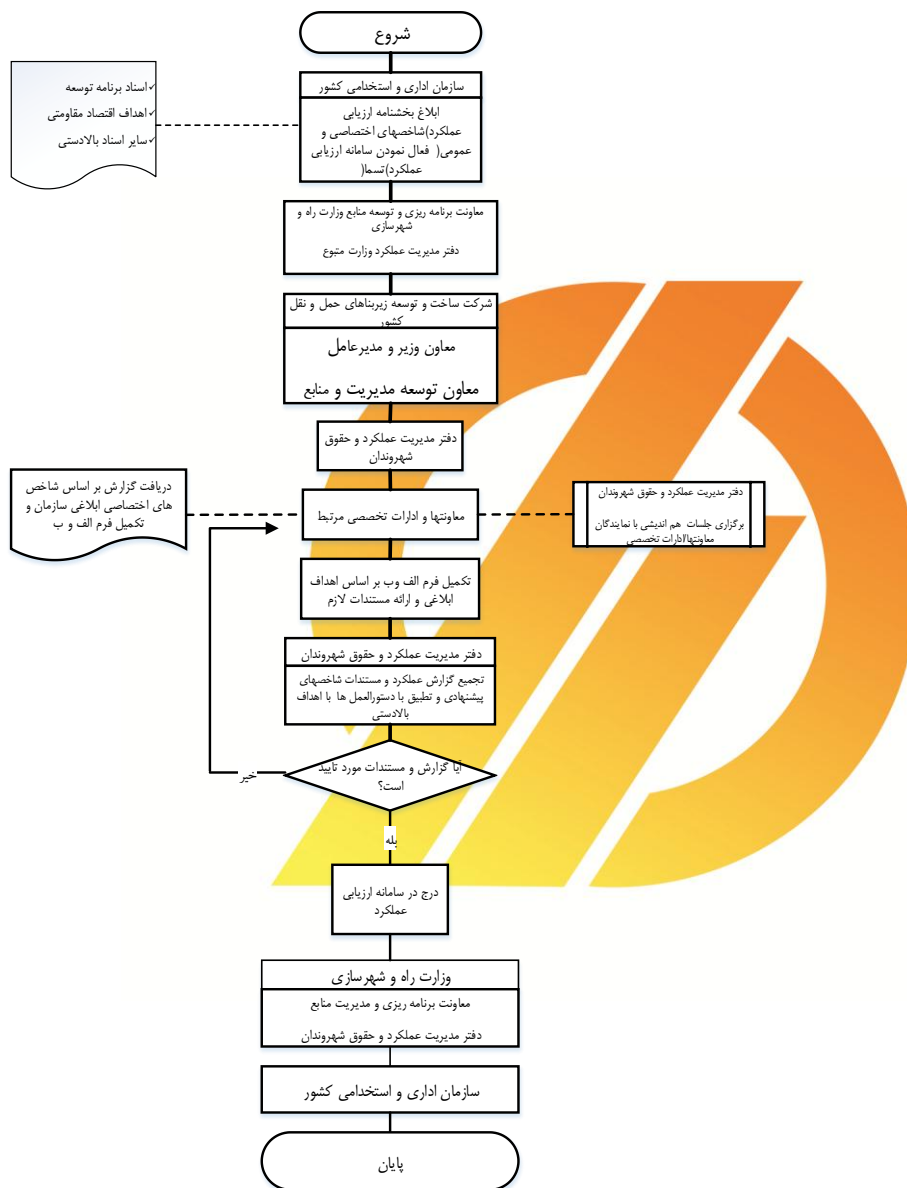 شروع
سازمان اداری و استخدامی کشور
ابلاغ بخشنامه ارزیابی
عملکرد)شاخصهای اختصاصی و
عمومی( فعال نمودن سامانه ارزیابی
عملکرد)تسما(
✓اسناد برنامه توسعه
✓اهداف اقتصاد مقاومتی
✓سایر اسناد بالادستی
معاونت برنامه ریزی و توسعه منابع وزارت راه و
شهرسازی
دفتر مدیریت عملکرد وزارت متبوع
شرکت ساخت و توسعه زیربناهای حمل و نقل
کشور
معاون وزیر و مدیرعامل
معاون توسعه مدیریت و منابع
دفتر مدیریت عملکرد و حقوق
شهروندان
معاونتها و ادارات تخصصی مرتبط
دفتر مدیریت عملکرد و حقوق شهروندان
برگزاری جلسات هم اندیشی با نمایندگان
معاونتها/ادارات تخصصی
دریافت گزارش بر اساس شاخص
های اختصاصی ابلاغی سازمان و
تکمیل فرم الف و ب
تکمیل فرم الف وب بر اساس اهداف
ابلاغی و ارائه مستندات لازم
دفتر مدیریت عملکرد و حقوق شهروندان
تجمیع گزارش عملکرد و مستندات شاخصهای
پیشنهادی و تطبیق با دستورالعمل ها با اهداف
بالادستی
آیا گزارش و مستندات مورد تایید
است؟
خیر
بله
درج در سامانه ارزیابی
عملکرد
وزارت راه و شهرسازی
معاونت برنامه ریزی و مدیریت منابع
دفتر مدیریت عملکرد و حقوق شهروندان
سازمان اداری و استخدامی کشور
پایان